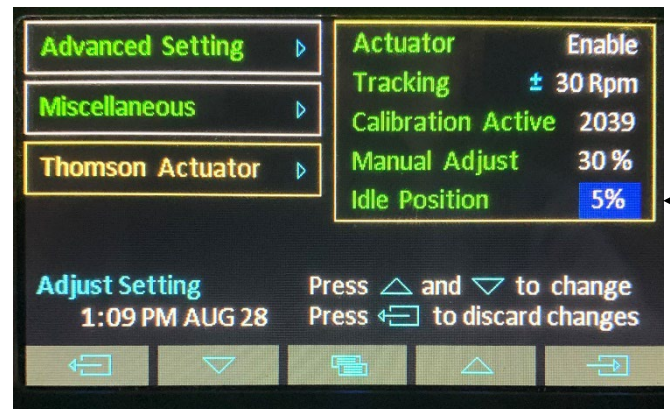 Advanced Setting
Miscellaneous
Thomson Actuator
Actuator Enable
Tracking ± 30 Rpm
Calibration Active 2039
Manual Adjust 30 %
Idle Position 5%
Adjust Setting
1:09 PM AUG 28
Press △ and ▽ to change
Press to discard changes